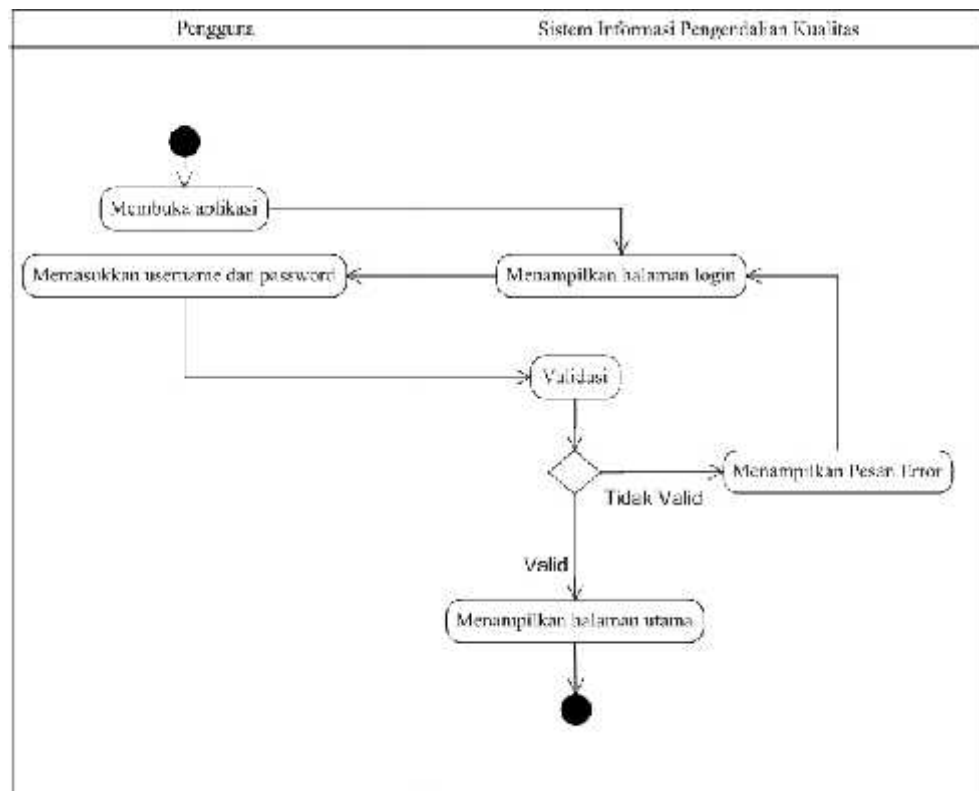 Pengguna
Sistem Informasi Pengendalian Kualitas
Membuka aplikasi
Memasukkan username dan password
Menampilkan halaman login
Validasi
Menampilkan Pesan Error
Tidak Valid
Valid
Menampilkan halaman utama